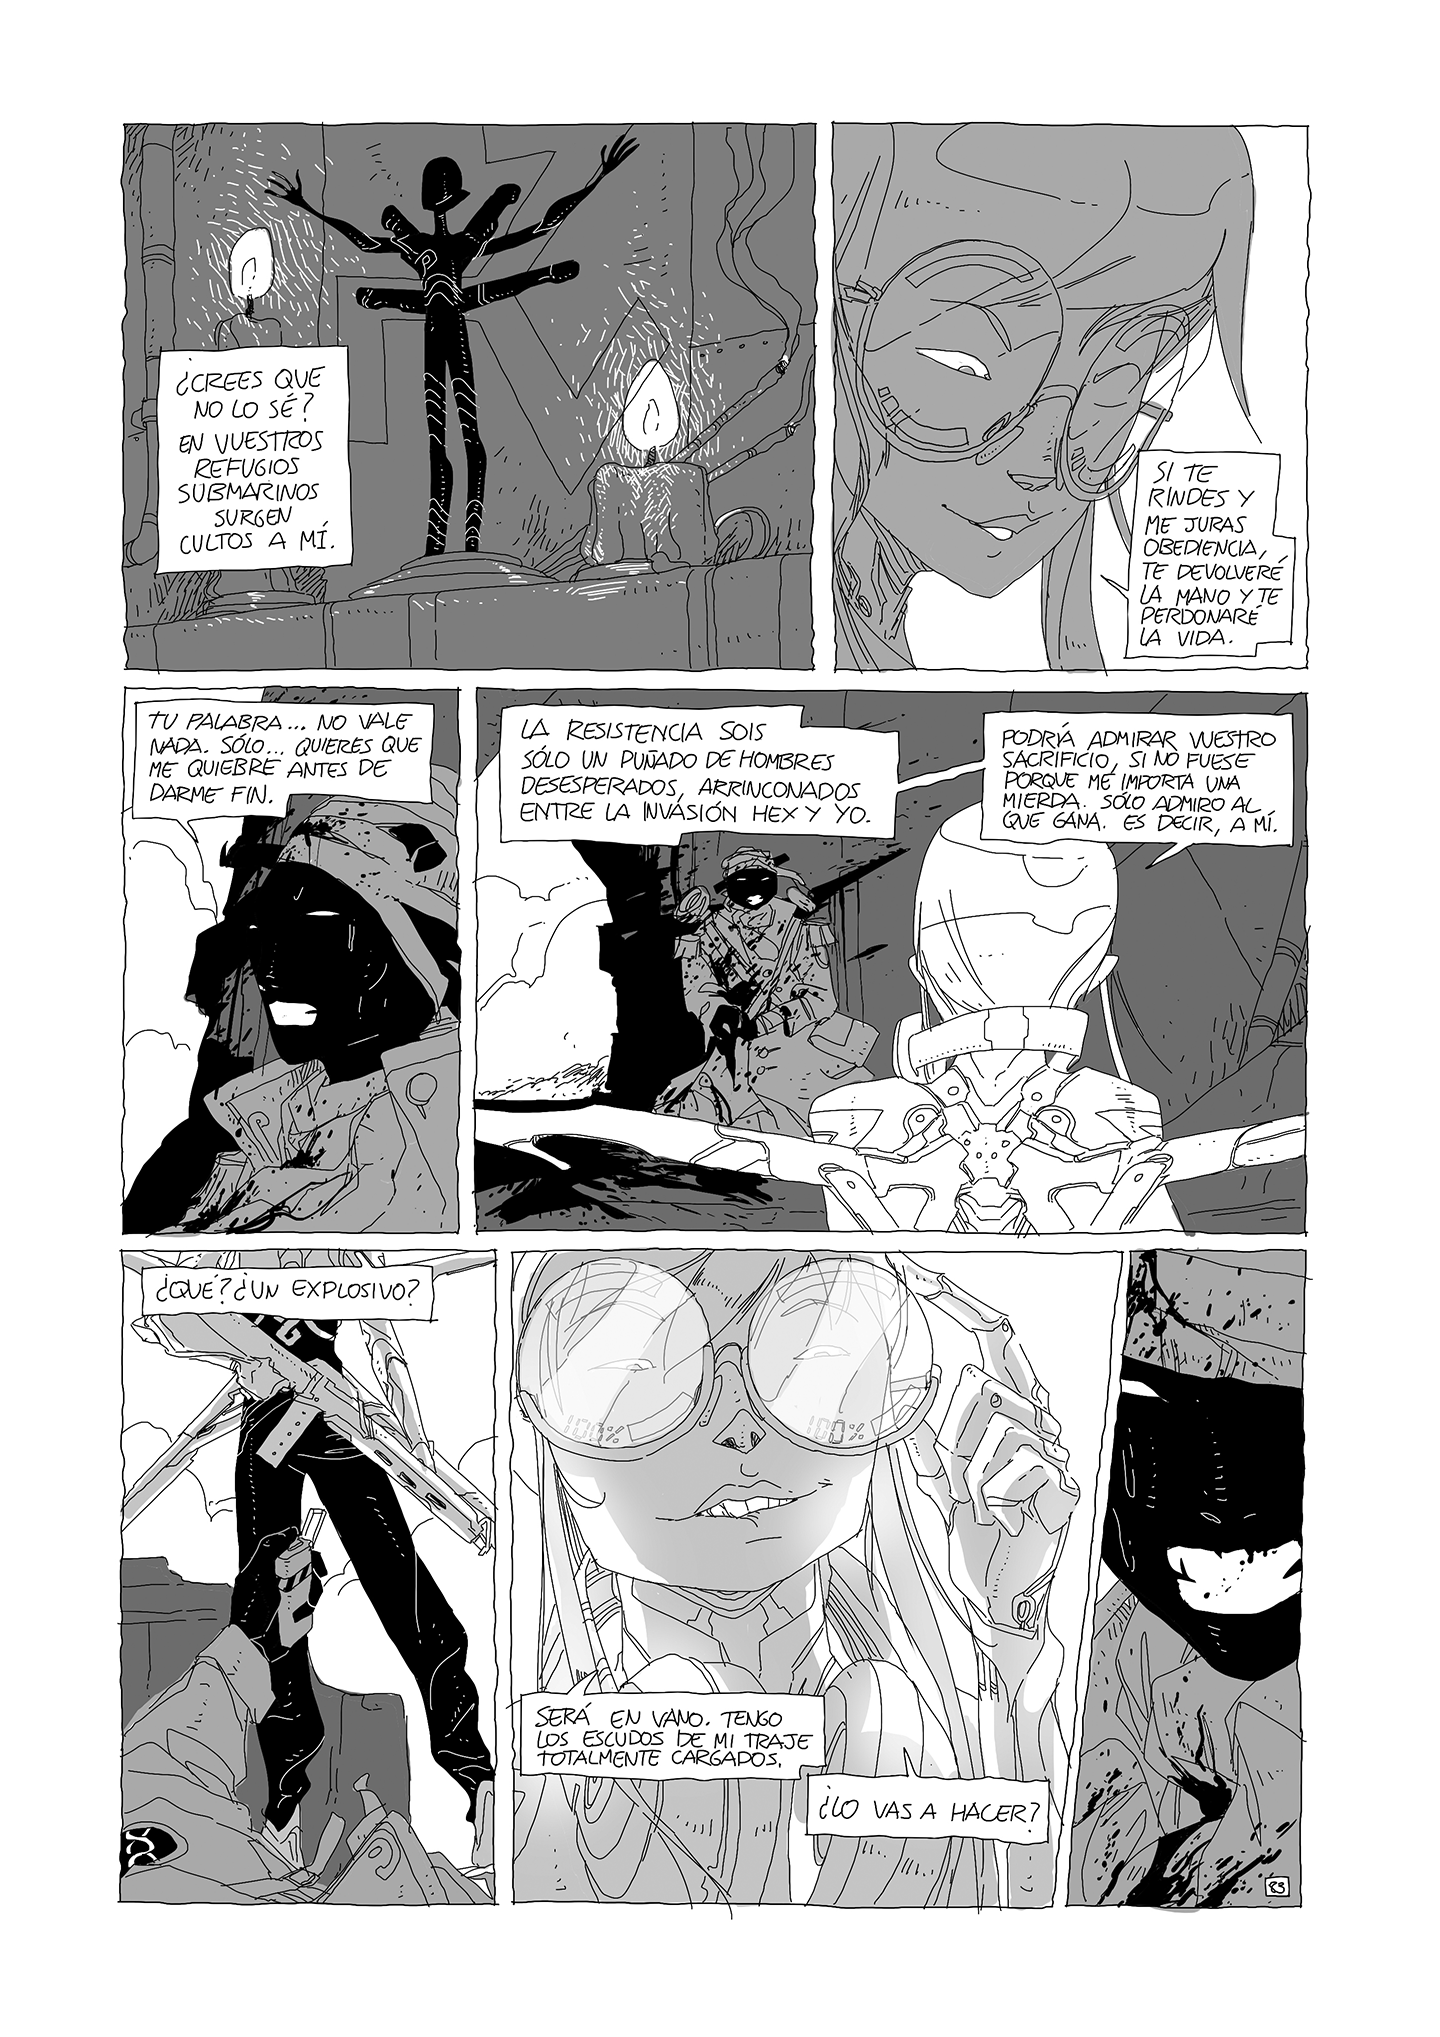 ¿CREES QUE
NO LO SÉ?
EN VUESTROS
REFUGIOS
SUBMARINOS
SURGEN
CULTOS A MÍ.
SI TE
RINDES Y
ME JURAS
OBEDIENCIA,
TE DEVOLVERÉ
LA MANO Y TE
PERDONARÉ
LA VIDA.
TU PALABRA... NO VALE
NADA. SÓLO... QUIERES QUE
ME QUIEBRE ANTES DE
DARME FIN.
LA RESISTENCIA SOIS
SÓLO UN PUÑADO DE HOMBRES
DESESPERADOS, ARRINCONADOS
ENTRE LA INVASIÓN HEX Y YO.
PODRÍA ADMIRAR VUESTRO
SACRIFICIO, SI NO FUESE
PORQUE ME IMPORTA UNA
MIERDA. SÓLO ADMIRO AL
QUE GANA. ES DECIR, A MÍ.
¿QUÉ? ¿UN EXPLOSIVO?
100%
100%
SERÁ EN VANO. TENGO
LOS ESCUDOS DE MI TRAJE
TOTALMENTE CARGADOS.
¿LO VAS A HACER?
83